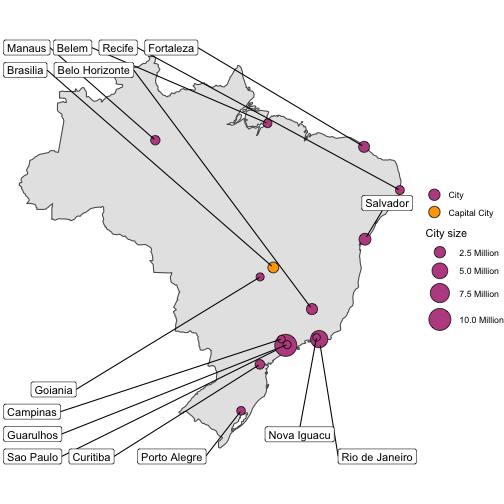 Manaus Belem Recife Fortaleza
Brasilia Belo Horizonte
Salvador
City
Capital City
City size
2.5 Million
5.0 Million
7.5 Million
10.0 Million
Goiania
Campinas
Guarulhos
Nova Iguacu
Sao Paulo Curitiba Porto Alegre Rio de Janeiro